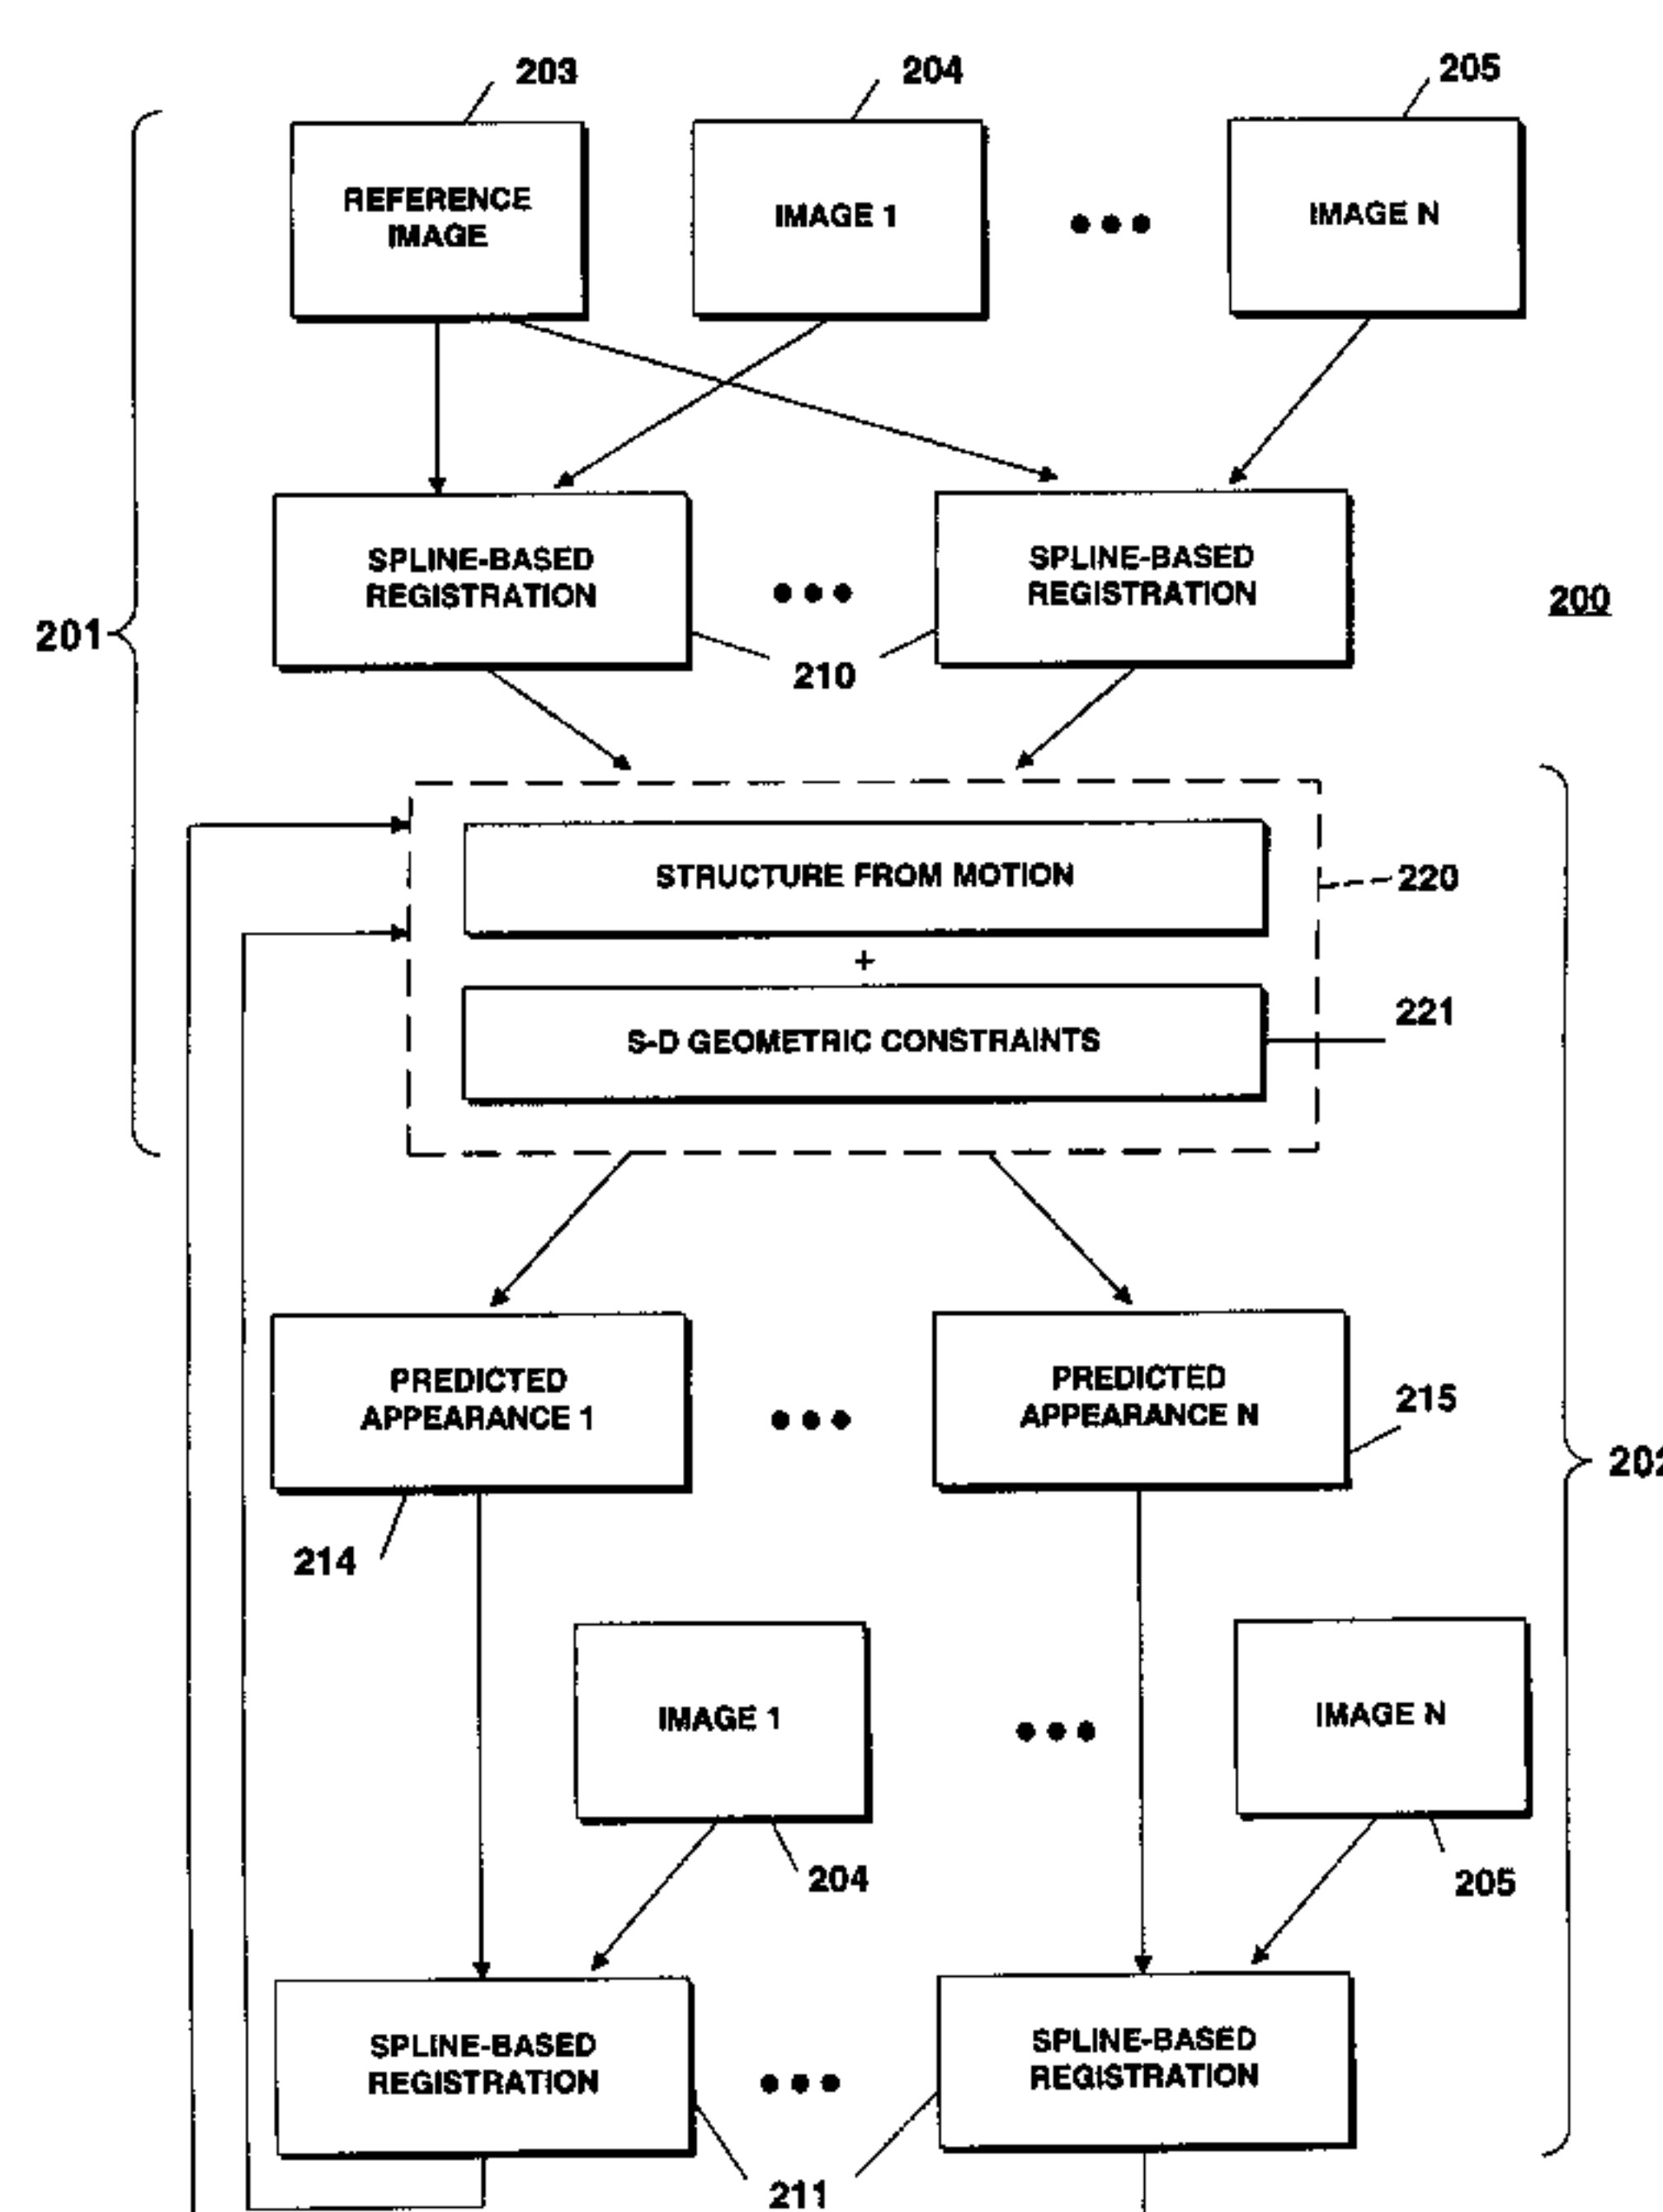 203
204
205
REFERENCE
IMAGE
IMAGE 1
IMAGE N
SPLINE-BASED
REGISTRATION
SPLINE-BASED
REGISTRATION
200
201
210
STRUCTURE FROM MOTION
220
+
S-D GEOMETRIC CONSTRAINTS
221
PREDICTED
APPEARANCE 1
PREDICTED
APPEARANCE N
215
202
214
IMAGE 1
IMAGE N
204
205
SPLINE-BASED
REGISTRATION
SPLINE-BASED
REGISTRATION
211